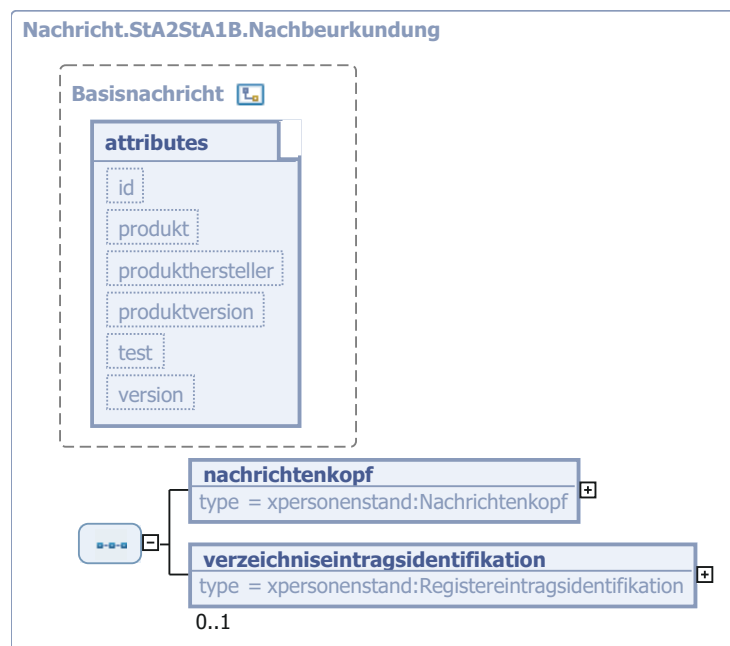 Nachricht.StA2StA1B.Nachbeurkundung
Basisnachricht
attributes
id
produkt
produkthersteller
produktversion
test
version
nachrichtenkopf
type = xpersonenstand:Nachrichtenkopf
verzeichniseintragsidentifikation
type = xpersonenstand:Registereintragsidentifikation
0..1